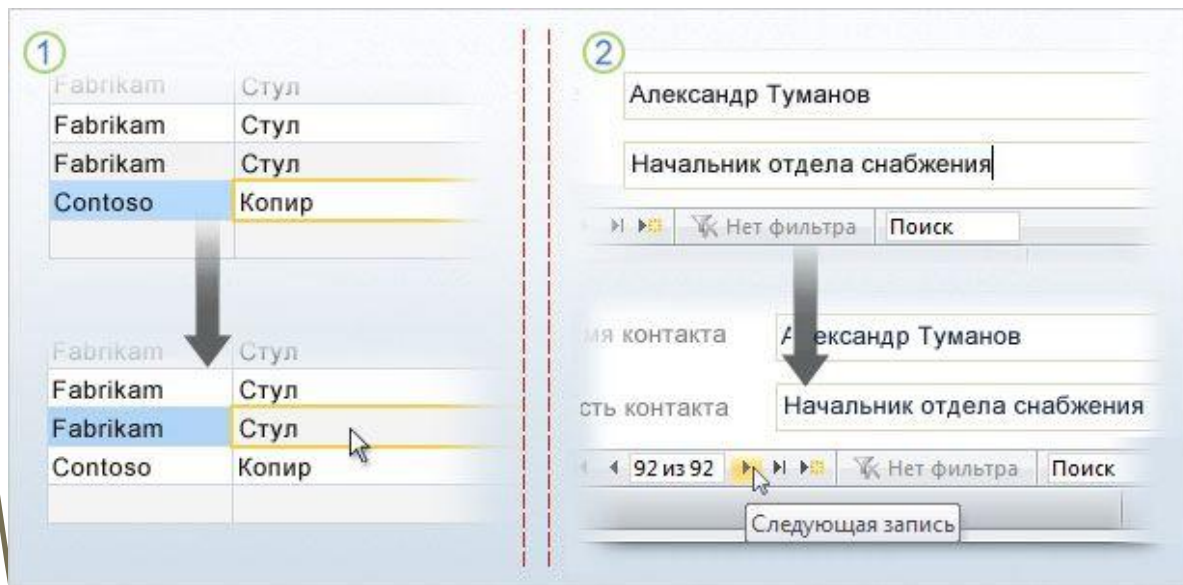 1
Fabrikam Стул
Fabrikam Стул
Fabrikam Стул
Contoso Копир
Fabrikam Стул
Fabrikam Стул
Fabrikam Стул
Contoso Копир
2
Александр Туманов
Начальник отдела снабжения
Нет фильтра Поиск
мя контакта Александр Туманов
сть контакта Начальник отдела снабжения
92 из 92 Нет фильтра Поиск
Следующая запись